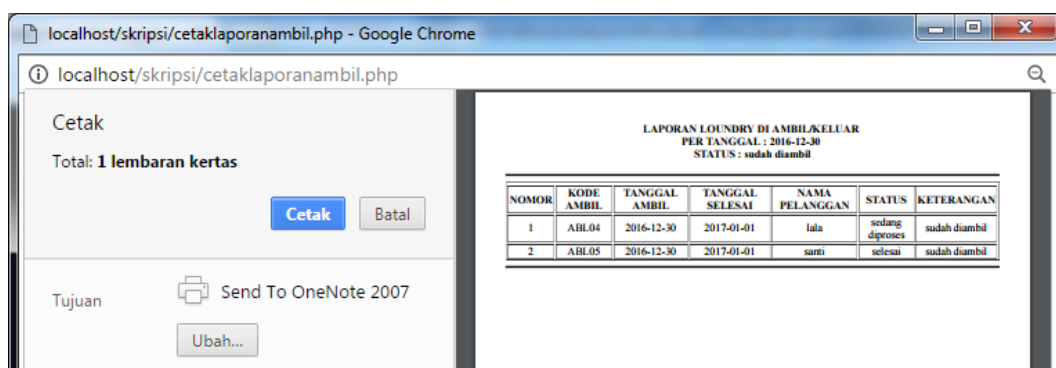 localhost/skripsi/cetaklaporanambil.php - Google Chrome
localhost/skripsi/cetaklaporanambil.php
Cetak
Total: 1 lembaran kertas
Cetak Batal
Tujuan
Send To OneNote 2007
Ubah...
LAPORAN LOUNDRY DI AMBIL/KELUAR
PER TANGGAL : 2016-12-30
STATUS : sudah diambil
NOMOR KODE AMBIL TANGGAL AMBIL TANGGAL SELESAI NAMA PELANGGAN STATUS KETERANGAN
1 ABL04 2016-12-30 2017-01-01 lala sedang diproses sudah diambil
2 ABL05 2016-12-30 2017-01-01 santi selesai sudah diambil